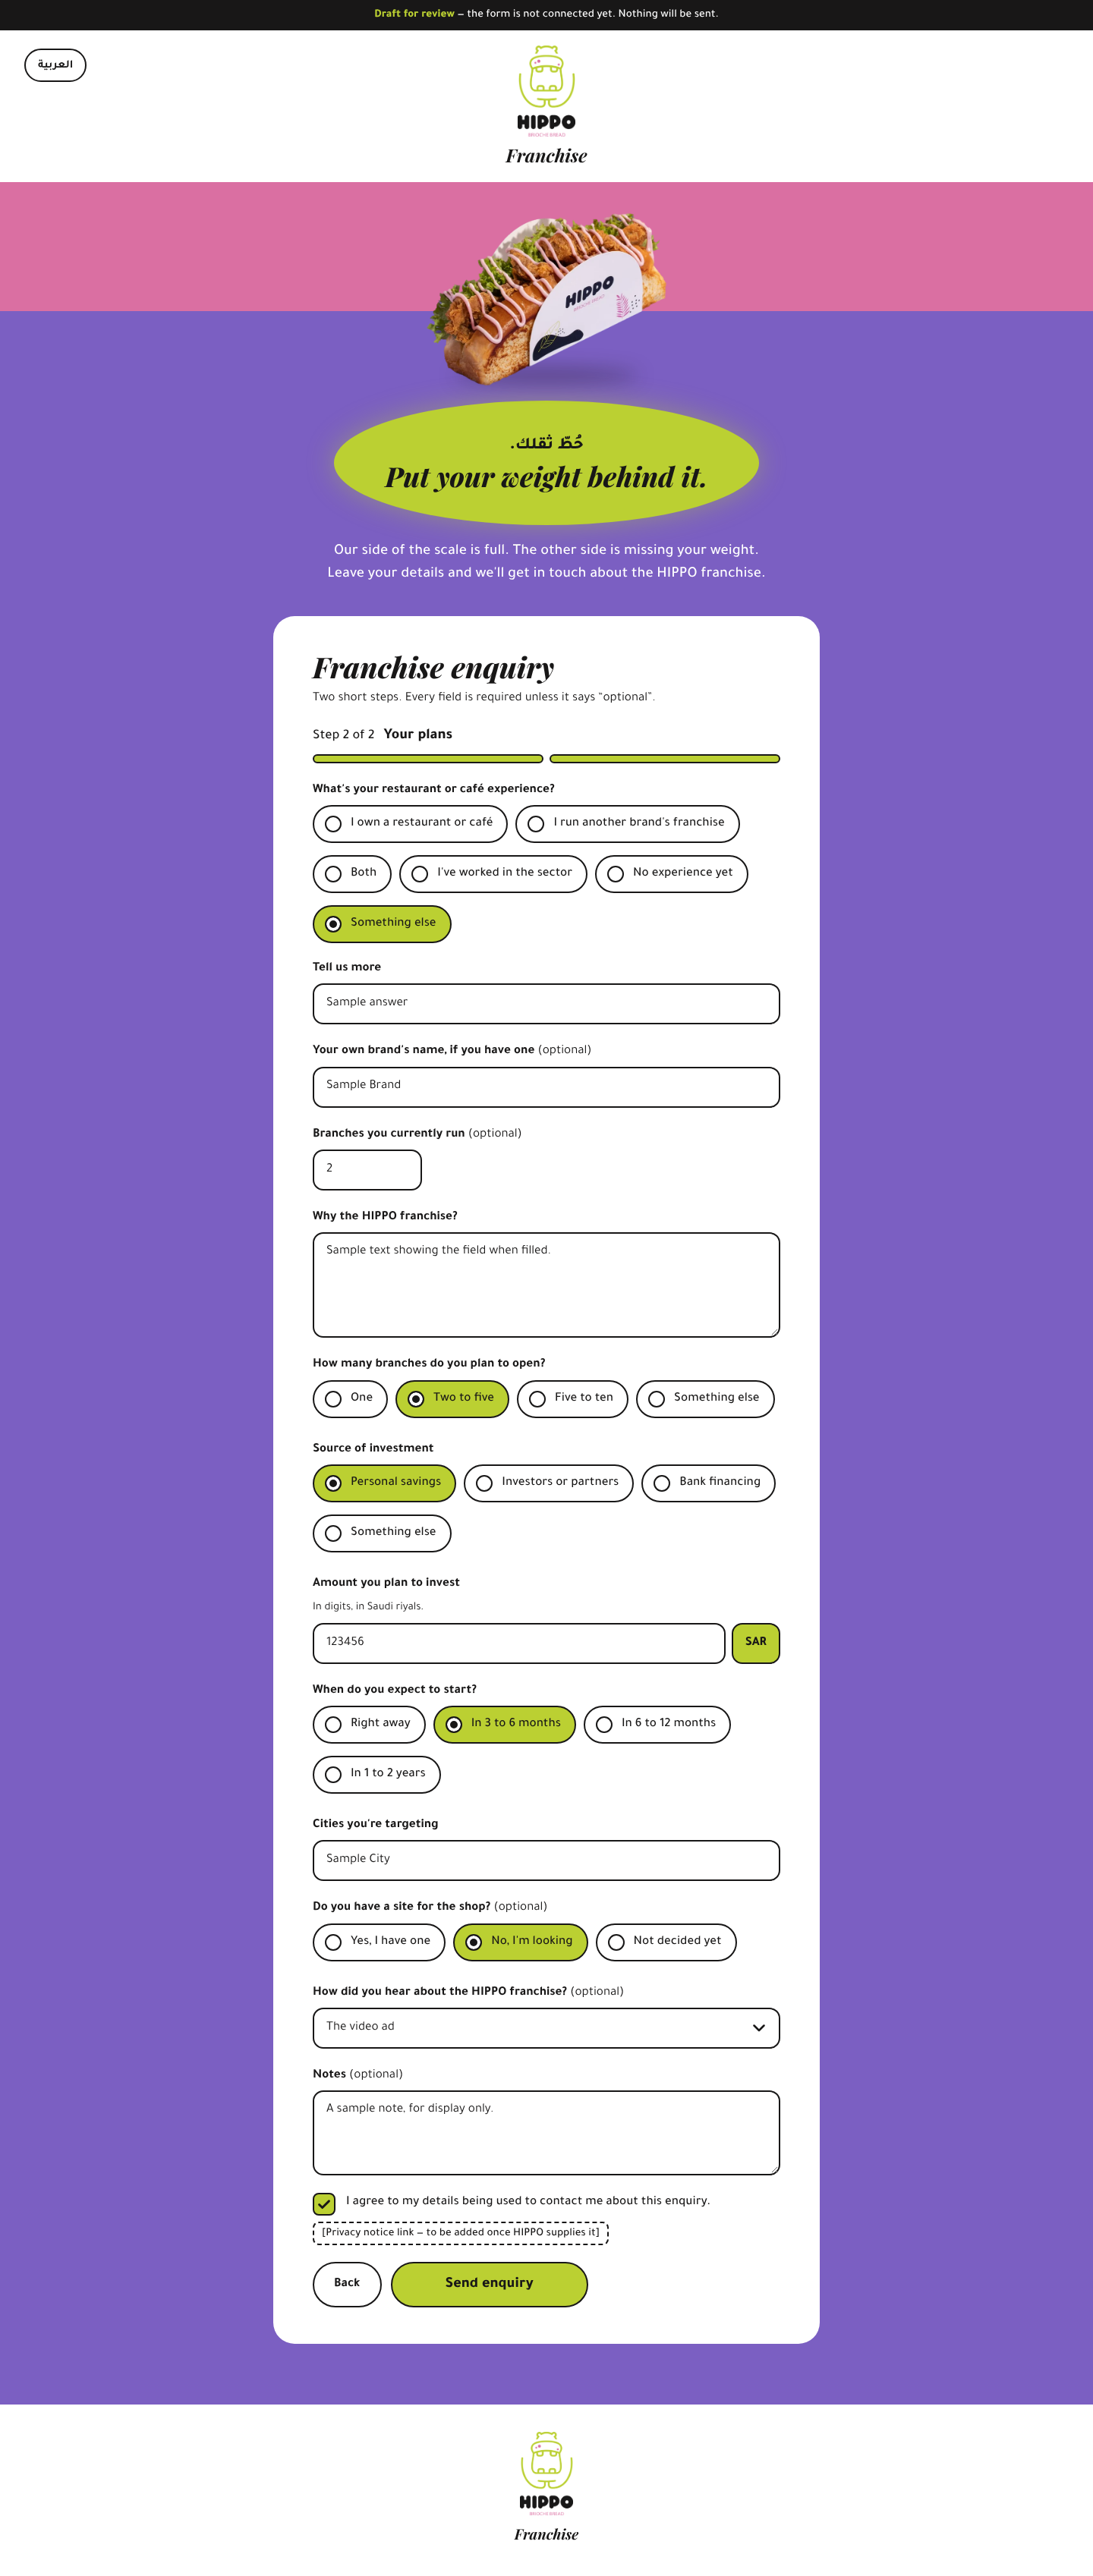 Draft for review – the form is not connected yet. Nothing will be sent.
العربية
HIPPO
BRIOCHE BREAD
Franchise
HIPPO
BRIOCHE BREAD
حُطّ ثقلك.
Put your weight behind it.
Our side of the scale is full. The other side is missing your weight.
Leave your details and we'll get in touch about the HIPPO franchise.
Franchise enquiry
Two short steps. Every field is required unless it says “optional”.
Step 2 of 2 Your plans
What's your restaurant or café experience?
I own a restaurant or café
I run another brand's franchise
Both
I've worked in the sector
No experience yet
Something else
Tell us more
Sample answer
Your own brand's name, if you have one (optional)
Sample Brand
Branches you currently run (optional)
2
Why the HIPPO franchise?
Sample text showing the field when filled.
How many branches do you plan to open?
One
Two to five
Five to ten
Something else
Source of investment
Personal savings
Investors or partners
Bank financing
Something else
Amount you plan to invest
In digits, in Saudi riyals.
123456
SAR
When do you expect to start?
Right away
In 3 to 6 months
In 6 to 12 months
In 1 to 2 years
Cities you're targeting
Sample City
Do you have a site for the shop? (optional)
Yes, I have one
No, I'm looking
Not decided yet
How did you hear about the HIPPO franchise? (optional)
The video ad
Notes (optional)
A sample note, for display only.
I agree to my details being used to contact me about this enquiry.
[Privacy notice link – to be added once HIPPO supplies it]
Back
Send enquiry
HIPPO
BRIOCHE BREAD
Franchise